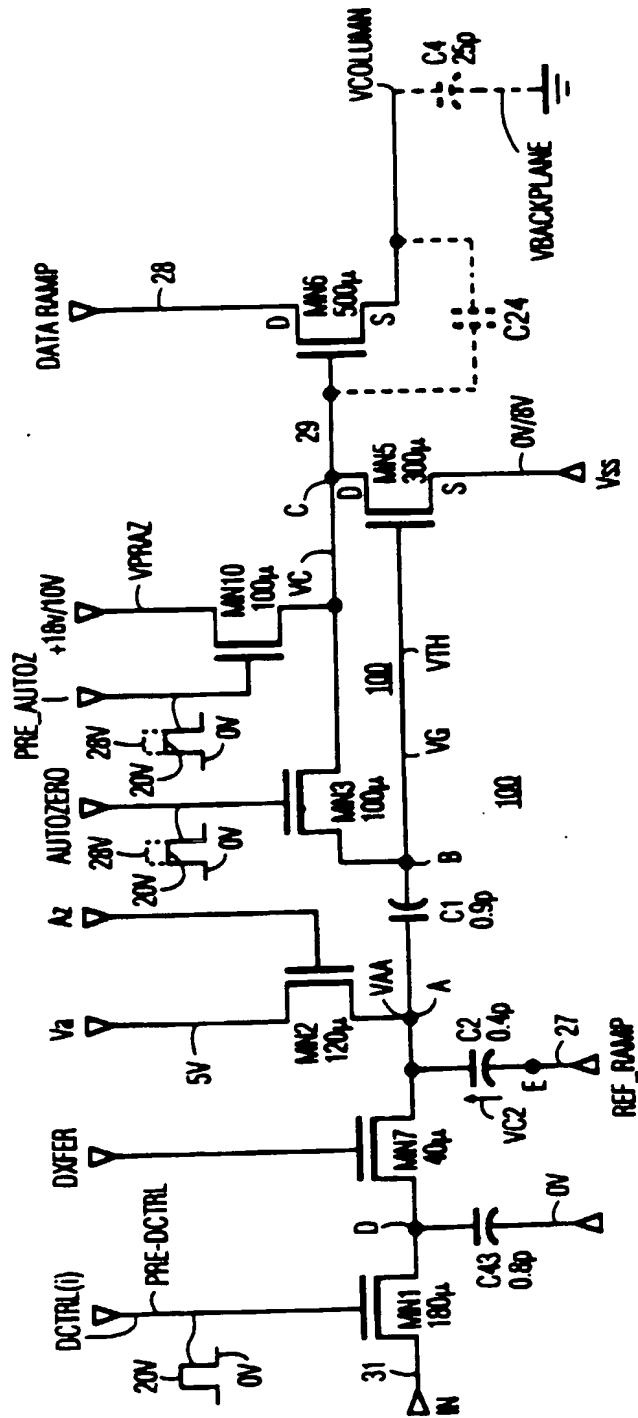 DCTRL(i)
PRE-DCTRL
20V
0V
31
IN
MN1
180µ
D
C43
0.8p
0V
DXFER
MN7
40µ
VC2
C2
0.4p
E
27
REF_RAMP
Va
5V
Az
MN2
120µ
VAA
A
C1
0.9p
B
AUTOZERO
28V
20V
0V
MN3
100µ
PRE_AUTOZ
28V
20V
0V
+18v/10V
VPRAZ
MN10
100µ
VC
C
VG
VTH
100
100
29
D
MN5
300µ
S
0V/8V
Vss
DATA RAMP
28
D
MN6
500µ
S
C24
VCOLUMN
C4
25p
VBACKPLANE